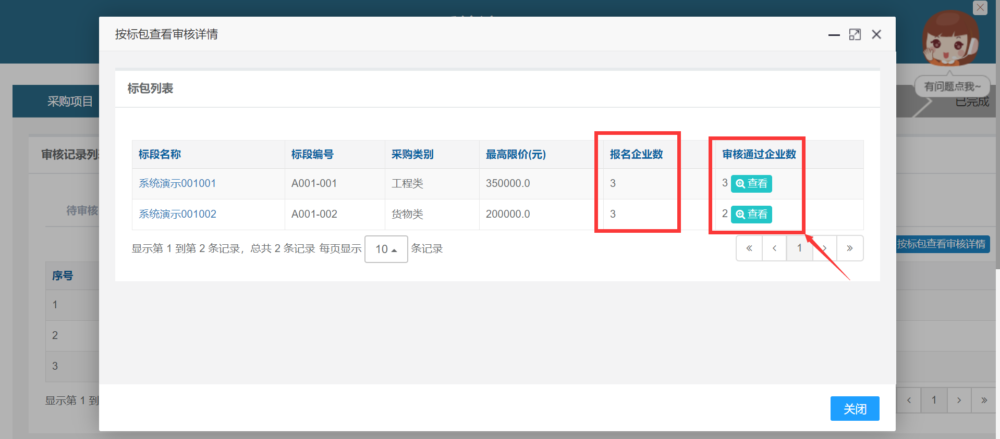 按标包查看审核详情
有问题点我~
采购项目
已完成
标包列表
审核记录列
标段名称 标段编号 采购类别 最高限价(元) 报名企业数 审核通过企业数
系统演示001001 A001-001 工程类 350000.0 3 3 查看
系统演示001002 A001-002 货物类 200000.0 3 2 查看
待审核
显示第 1 到第 2 条记录，总共 2 条记录 每页显示 10 条记录
« ‹ 1 › »
按标包查看审核详情
序号
1
2
3
显示第 1 到
‹ 1 › »
关闭